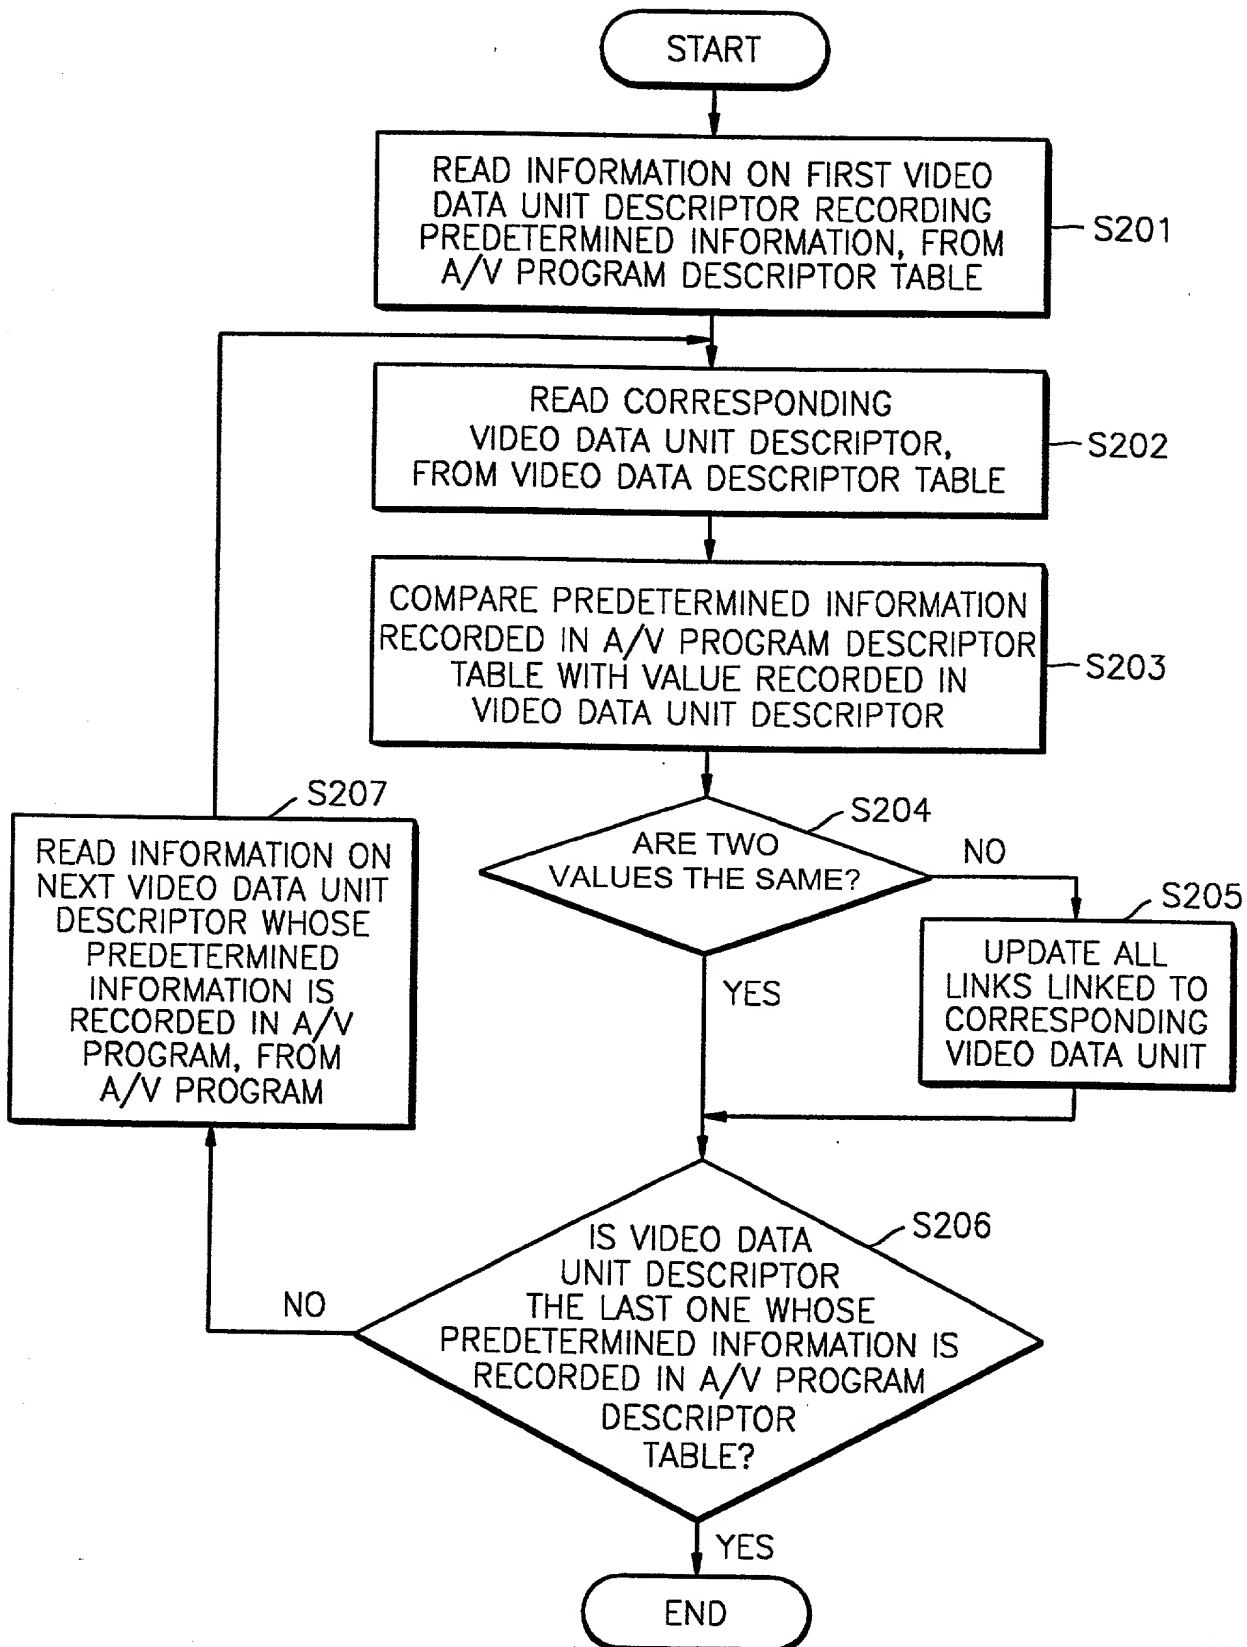 START
READ INFORMATION ON FIRST VIDEO
DATA UNIT DESCRIPTOR RECORDING
PREDETERMINED INFORMATION, FROM
A/V PROGRAM DESCRIPTOR TABLE
S201
READ CORRESPONDING
VIDEO DATA UNIT DESCRIPTOR,
FROM VIDEO DATA DESCRIPTOR TABLE
S202
COMPARE PREDETERMINED INFORMATION
RECORDED IN A/V PROGRAM DESCRIPTOR
TABLE WITH VALUE RECORDED IN
VIDEO DATA UNIT DESCRIPTOR
S203
ARE TWO
VALUES THE SAME?
S204
NO
YES
S205
UPDATE ALL
LINKS LINKED TO
CORRESPONDING
VIDEO DATA UNIT
S207
READ INFORMATION ON
NEXT VIDEO DATA UNIT
DESCRIPTOR WHOSE
PREDETERMINED
INFORMATION IS
RECORDED IN A/V
PROGRAM, FROM
A/V PROGRAM
S206
IS VIDEO DATA
UNIT DESCRIPTOR
THE LAST ONE WHOSE
PREDETERMINED INFORMATION IS
RECORDED IN A/V PROGRAM
DESCRIPTOR
TABLE?
NO
YES
END